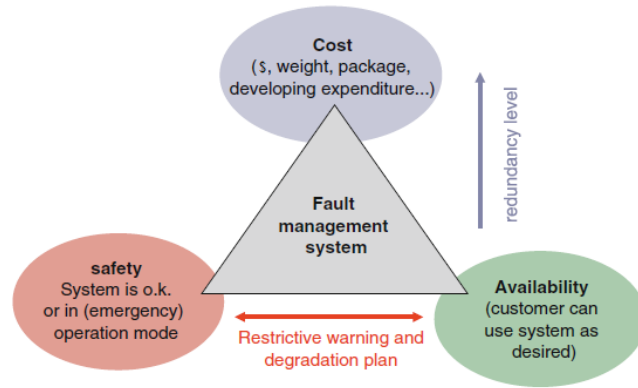 Cost
($, weight, package,
developing expenditure...)
redundancy level
Fault
management
system
safety
System is o.k.
or in (emergency)
operation mode
Restrictive warning and
degradation plan
Availability
(customer can
use system as
desired)